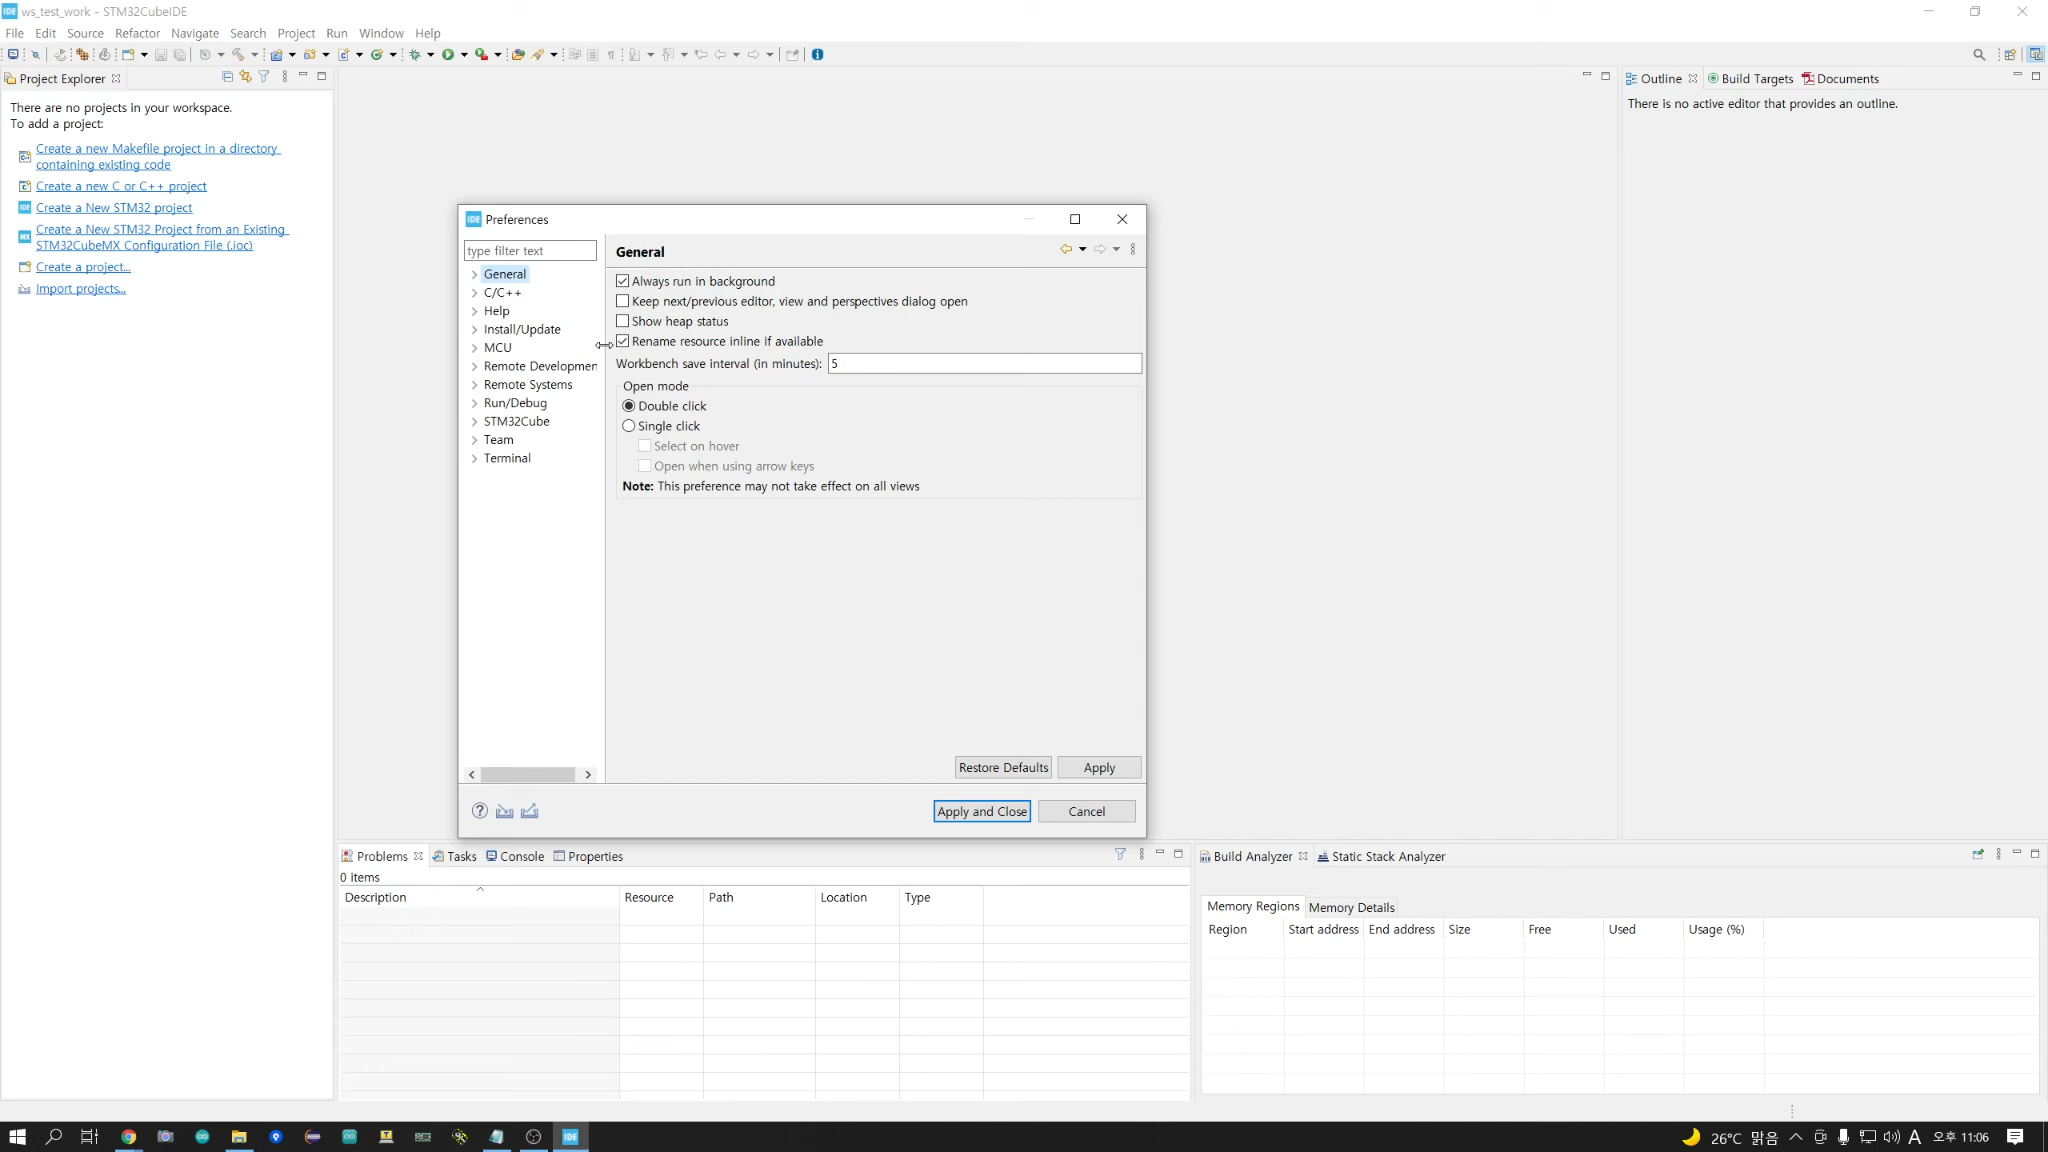 ws_test_work - STM32CubeIDE
File Edit Source Refactor Navigate Search Project Run Window Help
Project Explorer
There are no projects in your workspace.
To add a project:
Create a new Makefile project in a directory
containing existing code
Create a new C or C++ project
Create a New STM32 project
Create a New STM32 Project from an Existing
STM32CubeMX Configuration File (.ioc)
Create a project...
Import projects...
Preferences
type filter text
General
C/C++
Help
Install/Update
MCU
Remote Developmen
Remote Systems
Run/Debug
STM32Cube
Team
Terminal
General
Always run in background
Keep next/previous editor, view and perspectives dialog open
Show heap status
Rename resource inline if available
Workbench save interval (in minutes): 5
Open mode
Double click
Single click
Select on hover
Open when using arrow keys
Note: This preference may not take effect on all views
Restore Defaults Apply
Apply and Close Cancel
Outline Build Targets Documents
There is no active editor that provides an outline.
Problems Tasks Console Properties
0 items
Description Resource Path Location Type
Build Analyzer Static Stack Analyzer
Memory Regions Memory Details
Region Start address End address Size Free Used Usage (%)
26°C 맑음 A 오후 11:06